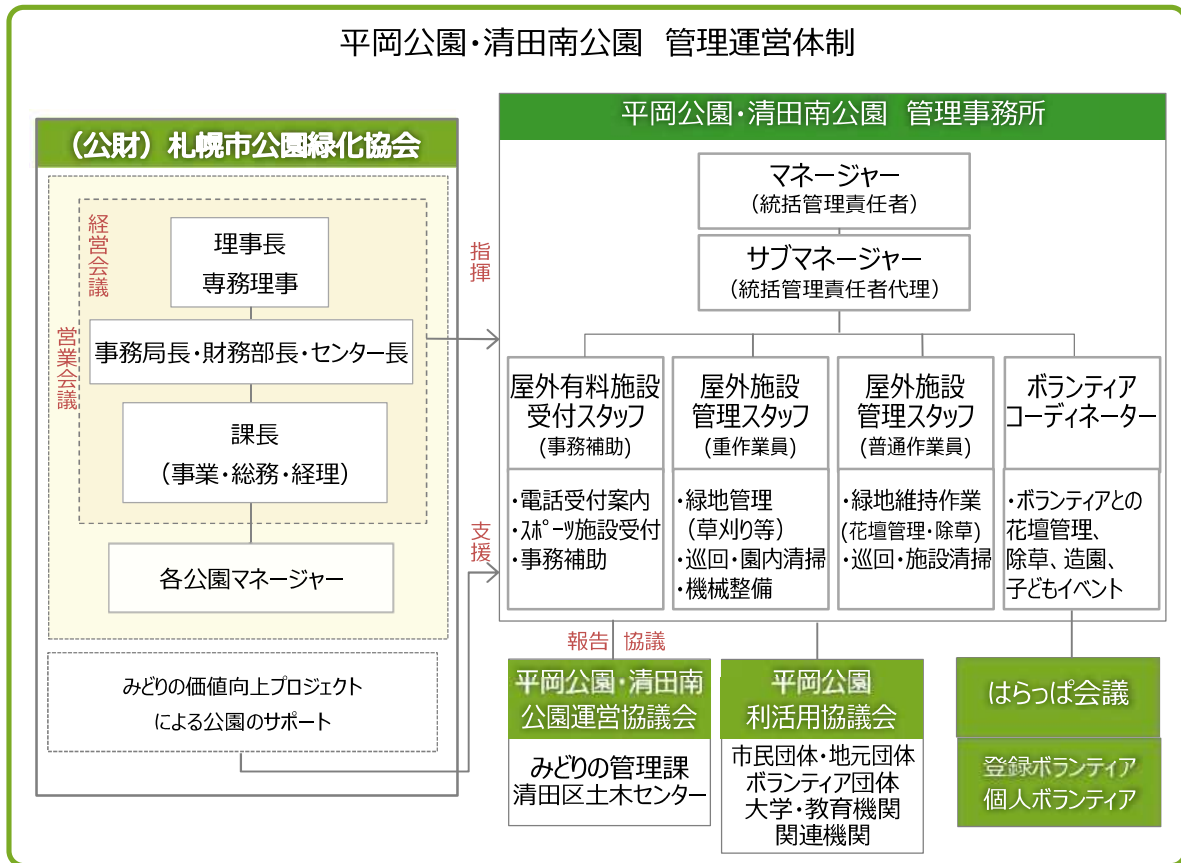 平岡公園・清田南公園 管理運営体制
(公財)札幌市公園緑化協会
経営会議
営業会議
理事長
専務理事
事務局長・財務部長・センター長
課長
(事業・総務・経理)
各公園マネージャー
みどりの価値向上プロジェクト
による公園のサポート
指揮
支援
平岡公園・清田南公園 管理事務所
マネージャー
(統括管理責任者)
サブマネージャー
(統括管理責任者代理)
屋外有料施設
受付スタッフ
(事務補助)
・電話受付案内
・スポーツ施設受付
・事務補助
屋外施設
管理スタッフ
(重作業員)
・緑地管理
(草刈り等)
・巡回・園内清掃
・機械整備
屋外施設
管理スタッフ
(普通作業員)
・緑地維持作業
(花壇管理・除草)
・巡回・施設清掃
ボランティア
コーディネーター
・ボランティアとの
花壇管理、
除草、造園、
子どもイベント
報告 協議
平岡公園・清田南
公園運営協議会
みどりの管理課
清田区土木センター
平岡公園
利活用協議会
市民団体・地元団体
ボランティア団体
大学・教育機関
関連機関
はらっぱ会議
登録ボランティア
個人ボランティア